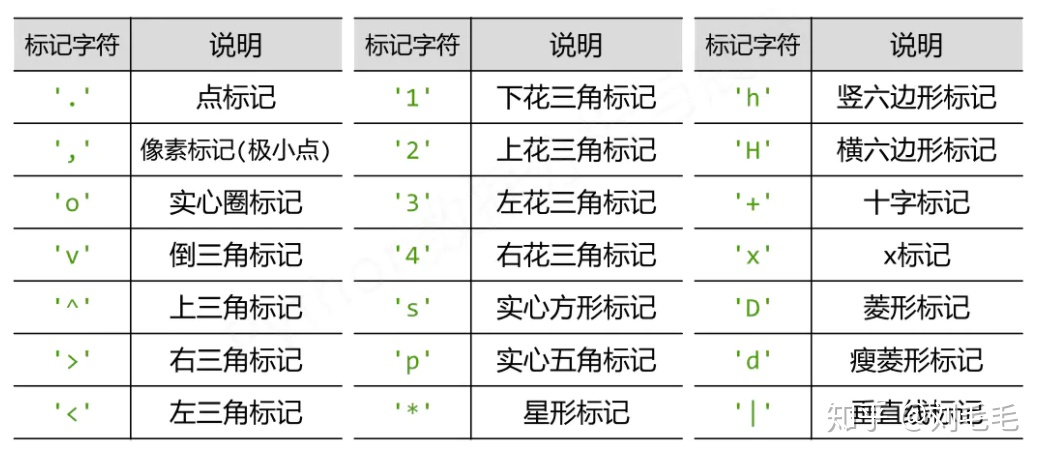 标记字符 说明 标记字符 说明 标记字符 说明
'.' 点标记 '1' 下花三角标记 'h' 竖六边形标记
',' 像素标记(极小点) '2' 上花三角标记 'H' 横六边形标记
'o' 实心圈标记 '3' 左花三角标记 '+' 十字标记
'v' 倒三角标记 '4' 右花三角标记 'x' x标记
'^' 上三角标记 's' 实心方形标记 'D' 菱形标记
'>' 右三角标记 'p' 实心五角标记 'd' 瘦菱形标记
'<' 左三角标记 '*' 星形标记 '|' 垂直线标记
知乎 @刘毛毛